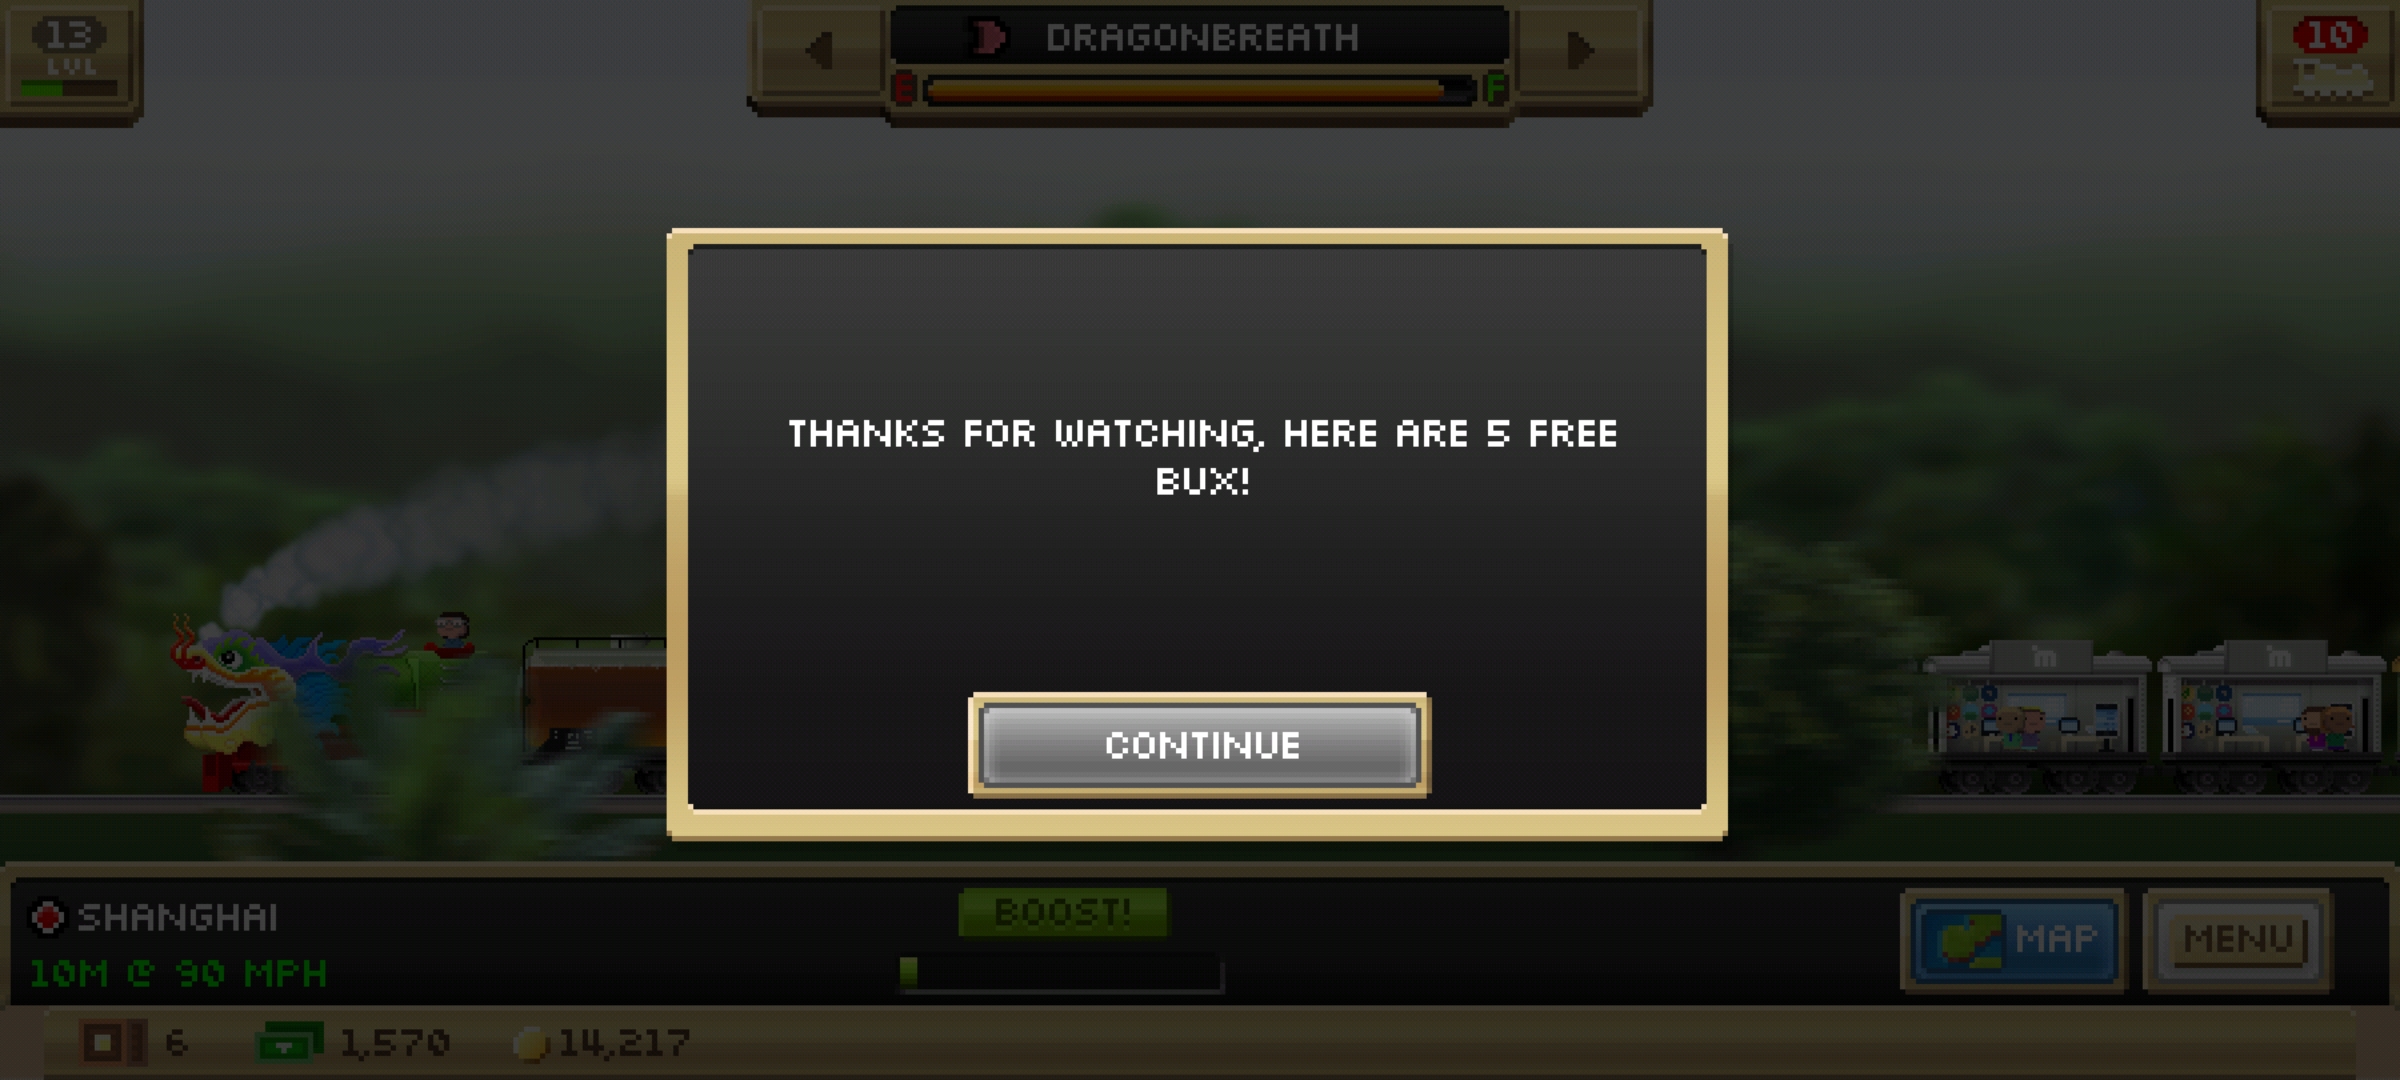 13
LVL
DRAGONBREATH
E
F
10
THANKS FOR WATCHING, HERE ARE 5 FREE
BUX!
CONTINUE
SHANGHAI
10M @ 90 MPH
BOOST!
MAP
MENU
6
1,570
14,217